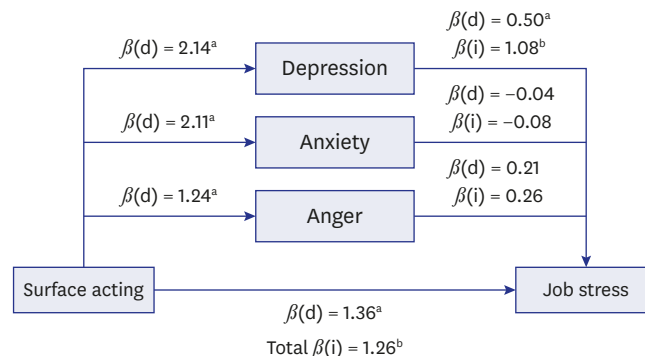 β(d) = 0.50ᵃ
β(d) = 2.14ᵃ
Depression
β(i) = 1.08ᵇ
β(d) = −0.04
β(d) = 2.11ᵃ
Anxiety
β(i) = −0.08
β(d) = 0.21
β(d) = 1.24ᵃ
Anger
β(i) = 0.26
Surface acting
Job stress
β(d) = 1.36ᵃ
Total β(i) = 1.26ᵇ